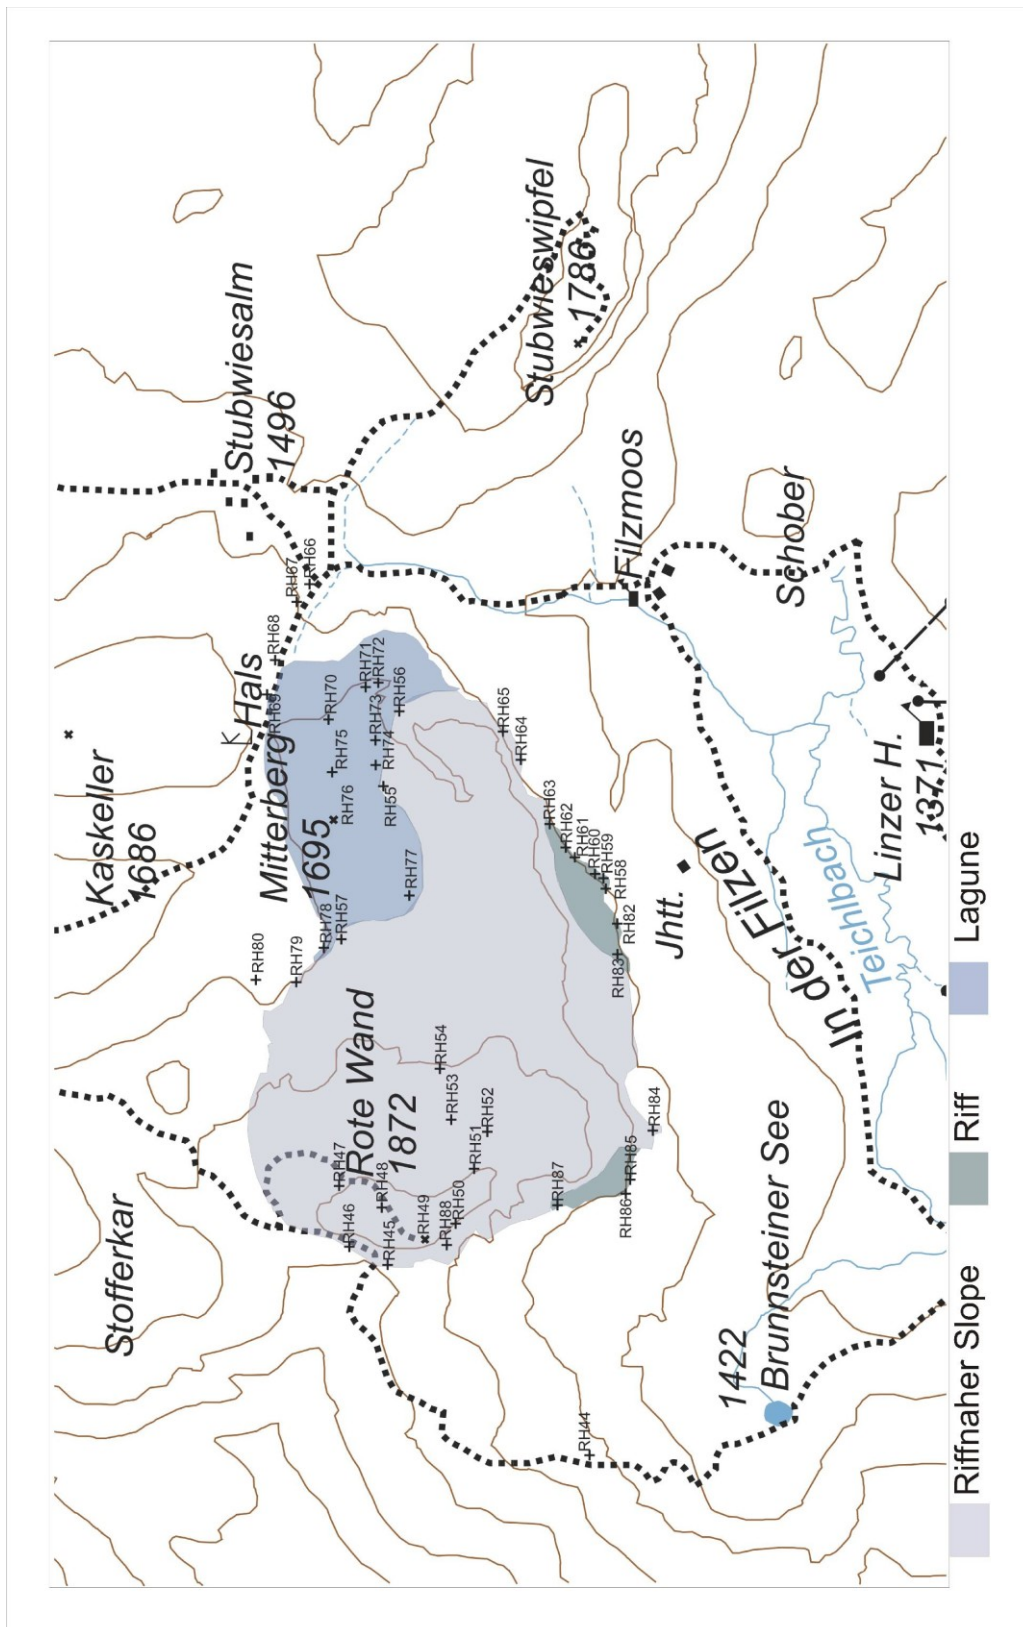 Stofferkar
Kaskeller
1686
Stubwiesalm
1496
Hals
Mitterberg
1695
Rote Wand
1872
Stubwieswipfel
1786
Filzmoos
Schober
Jhtt.
In der Filzen
Teichlbach
Linzer H.
1371
1422
Brunnsteiner See
RH44
RH45
RH46
RH47
RH48
RH49
RH88
RH50
RH51
RH52
RH53
RH54
RH80
RH79
RH78
RH57
RH77
RH76
RH75
RH55
RH74
RH73
RH70
RH69
RH68
RH67
RH66
RH71
RH72
RH56
RH65
RH64
RH63
RH62
RH61
RH60
RH59
RH58
RH82
RH83
RH84
RH85
RH86
RH87
Riffnaher Slope
Riff
Lagune